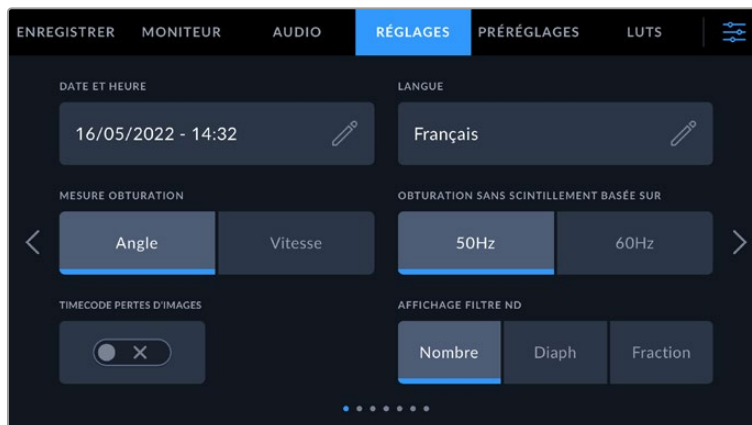 ENREGISTRER MONITEUR AUDIO RÉGLAGES PRÉRÉGLAGES LUTS
DATE ET HEURE LANGUE
16/05/2022 - 14:32 Français
MESURE OBTURATION OBTURATION SANS SCINTILLEMENT BASÉE SUR
Angle Vitesse 50Hz 60Hz
TIMECODE PERTES D'IMAGES AFFICHAGE FILTRE ND
Nombre Diaph Fraction